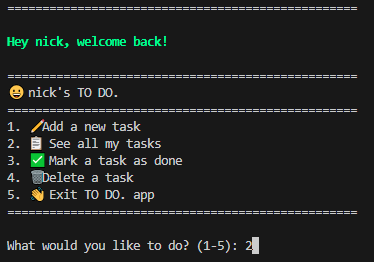 ==================================================
Hey nick, welcome back!
==================================================
😀 nick's TO DO.
==================================================
1. 🖊️Add a new task
2. 📋 See all my tasks
3. ✅ Mark a task as done
4. 🗑️Delete a task
5. 👋 Exit TO DO. app
==================================================
What would you like to do? (1-5): 2